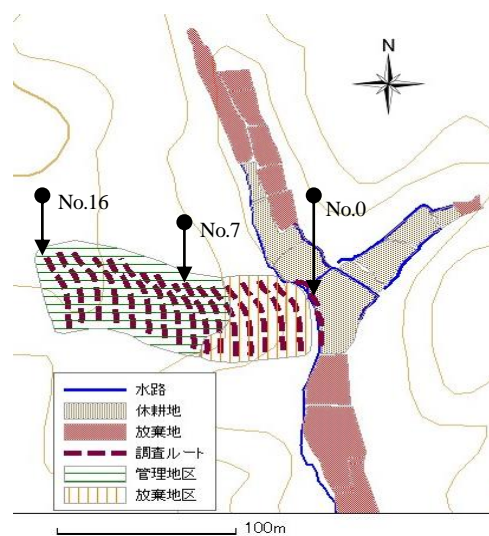 N
No.16
No.7
No.0
水路
休耕地
放棄地
調査ルート
管理地区
放棄地区
100m